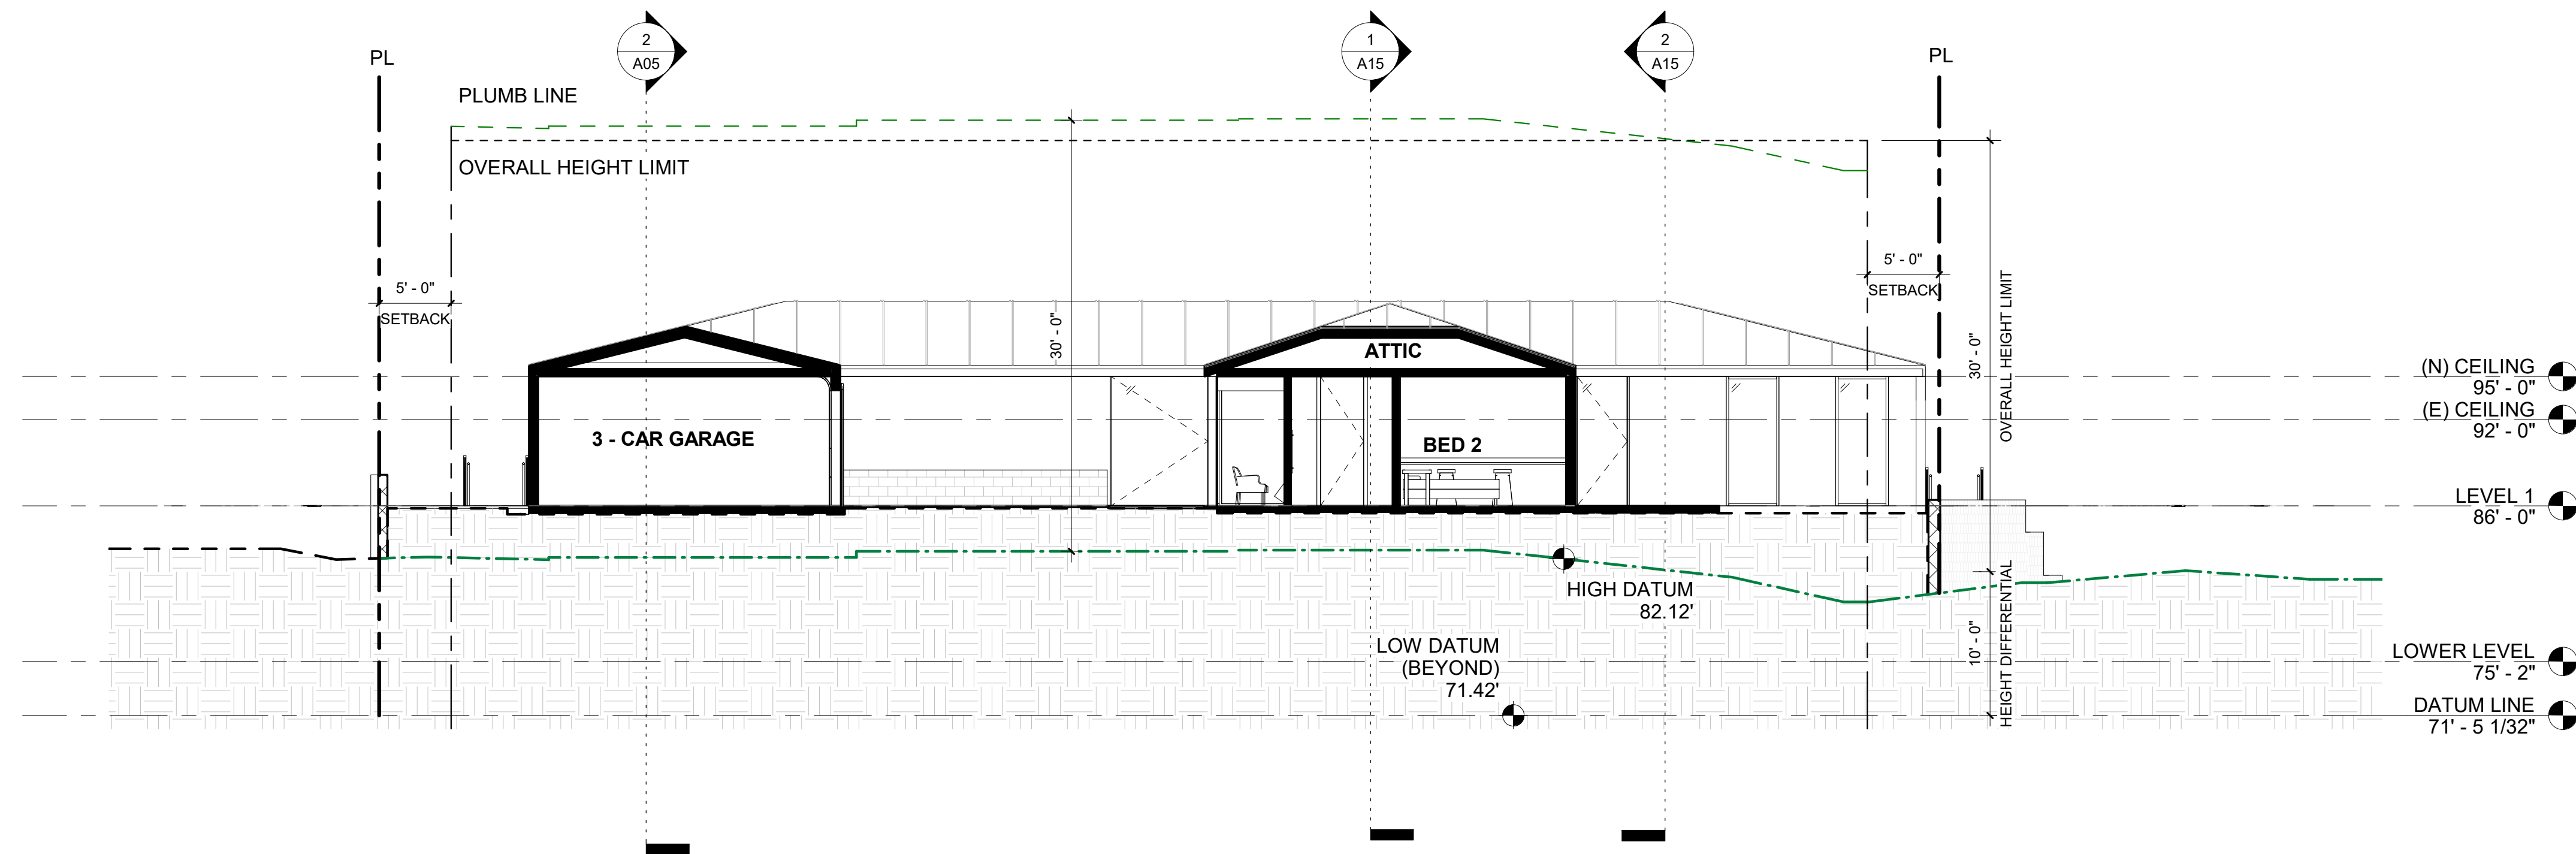 2
A05
1
A15
2
A15
PL
PL
PLUMB LINE
OVERALL HEIGHT LIMIT
5' - 0"
SETBACK
5' - 0"
SETBACK
30' - 0"
30' - 0"
OVERALL HEIGHT LIMIT
ATTIC
3 - CAR GARAGE
BED 2
(N) CEILING
95' - 0"
(E) CEILING
92' - 0"
LEVEL 1
86' - 0"
HIGH DATUM
82.12'
LOW DATUM
(BEYOND)
71.42'
10' - 0"
HEIGHT DIFFERENTIAL
LOWER LEVEL
75' - 2"
DATUM LINE
71' - 5 1/32"